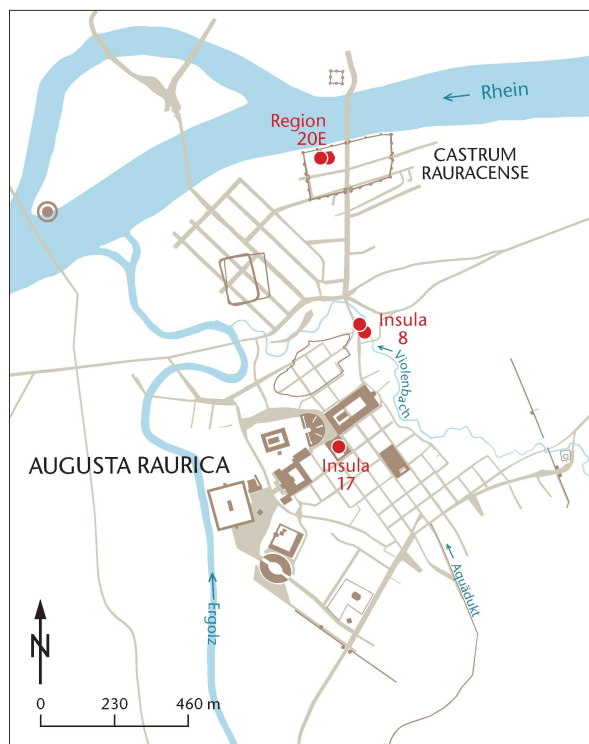 Rhein
Region
20E
CASTRUM
RAURACENSE
Insula
8
Violenbach
AUGUSTA RAURICA
Insula
17
Aquädukt
Ergolz
N
0 230 460 m